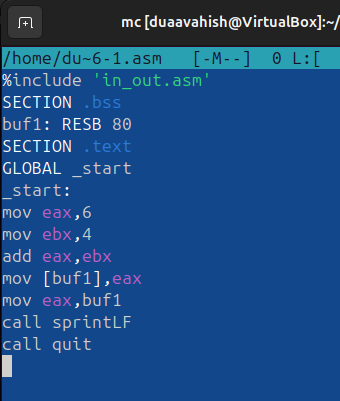 mc [duaavahish@VirtualBox]:~/
/home/du~6-1.asm [-M--] 0 L:[
%include 'in_out.asm'
SECTION .bss
buf1: RESB 80
SECTION .text
GLOBAL _start
_start:
mov eax,6
mov ebx,4
add eax,ebx
mov [buf1],eax
mov eax,buf1
call sprintLF
call quit